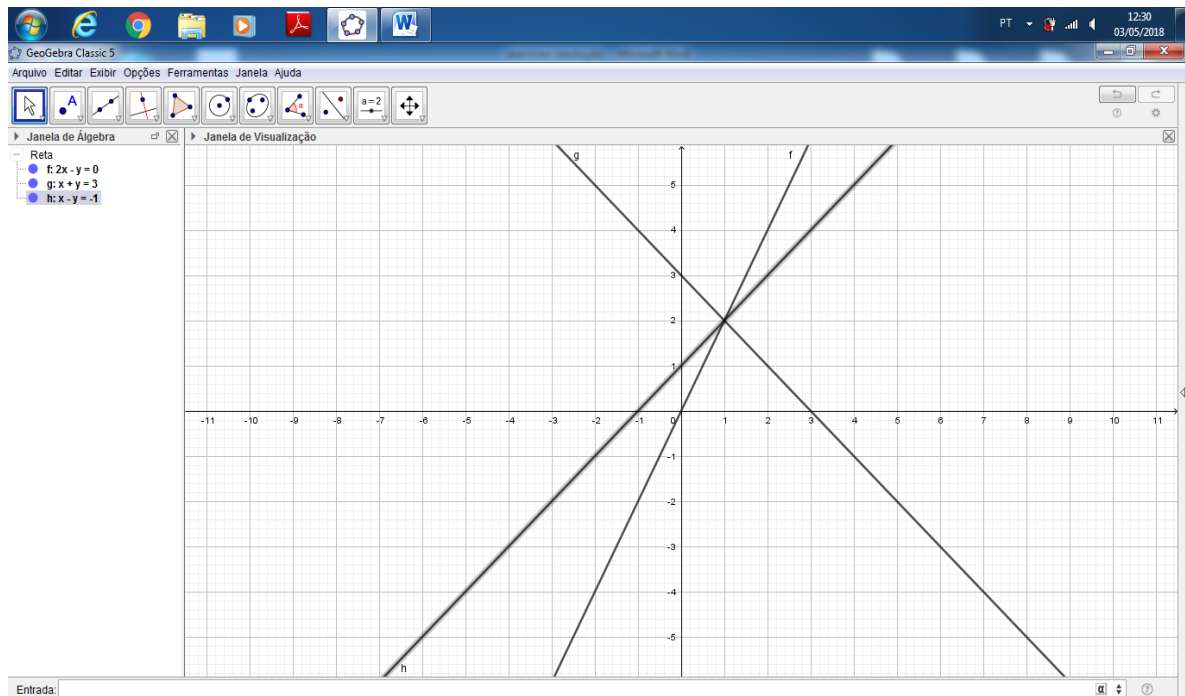 PT 12:30
03/05/2018
GeoGebra Classic 5
Arquivo Editar Exibir Opções Ferramentas Janela Ajuda
A
α
a=2
Janela de Álgebra
Janela de Visualização
Reta
f: 2x - y = 0
g: x + y = 3
h: x - y = -1
g
f
h
5
4
3
2
1
-11 -10 -9 -8 -7 -6 -5 -4 -3 -2 -1 0 1 2 3 4 5 6 7 8 9 10 11
-1
-2
-3
-4
-5
Entrada:
α